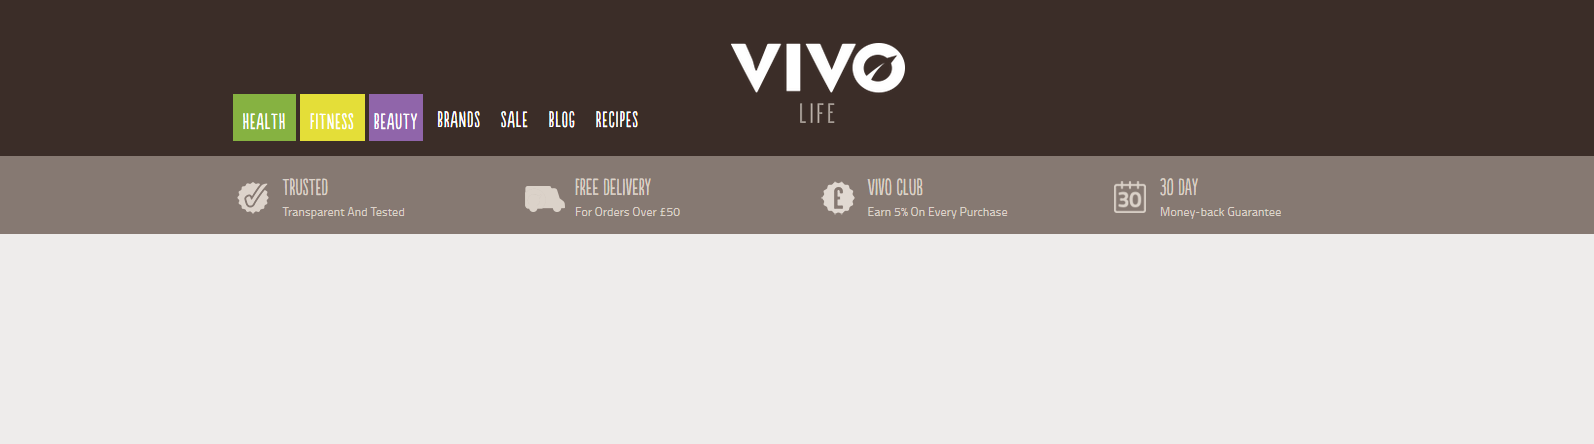 VIVO
LIFE
HEALTH FITNESS BEAUTY BRANDS SALE BLOG RECIPES
TRUSTED
Transparent And Tested
FREE DELIVERY
For Orders Over £50
£
VIVO CLUB
Earn 5% On Every Purchase
30
30 DAY
Money-back Guarantee